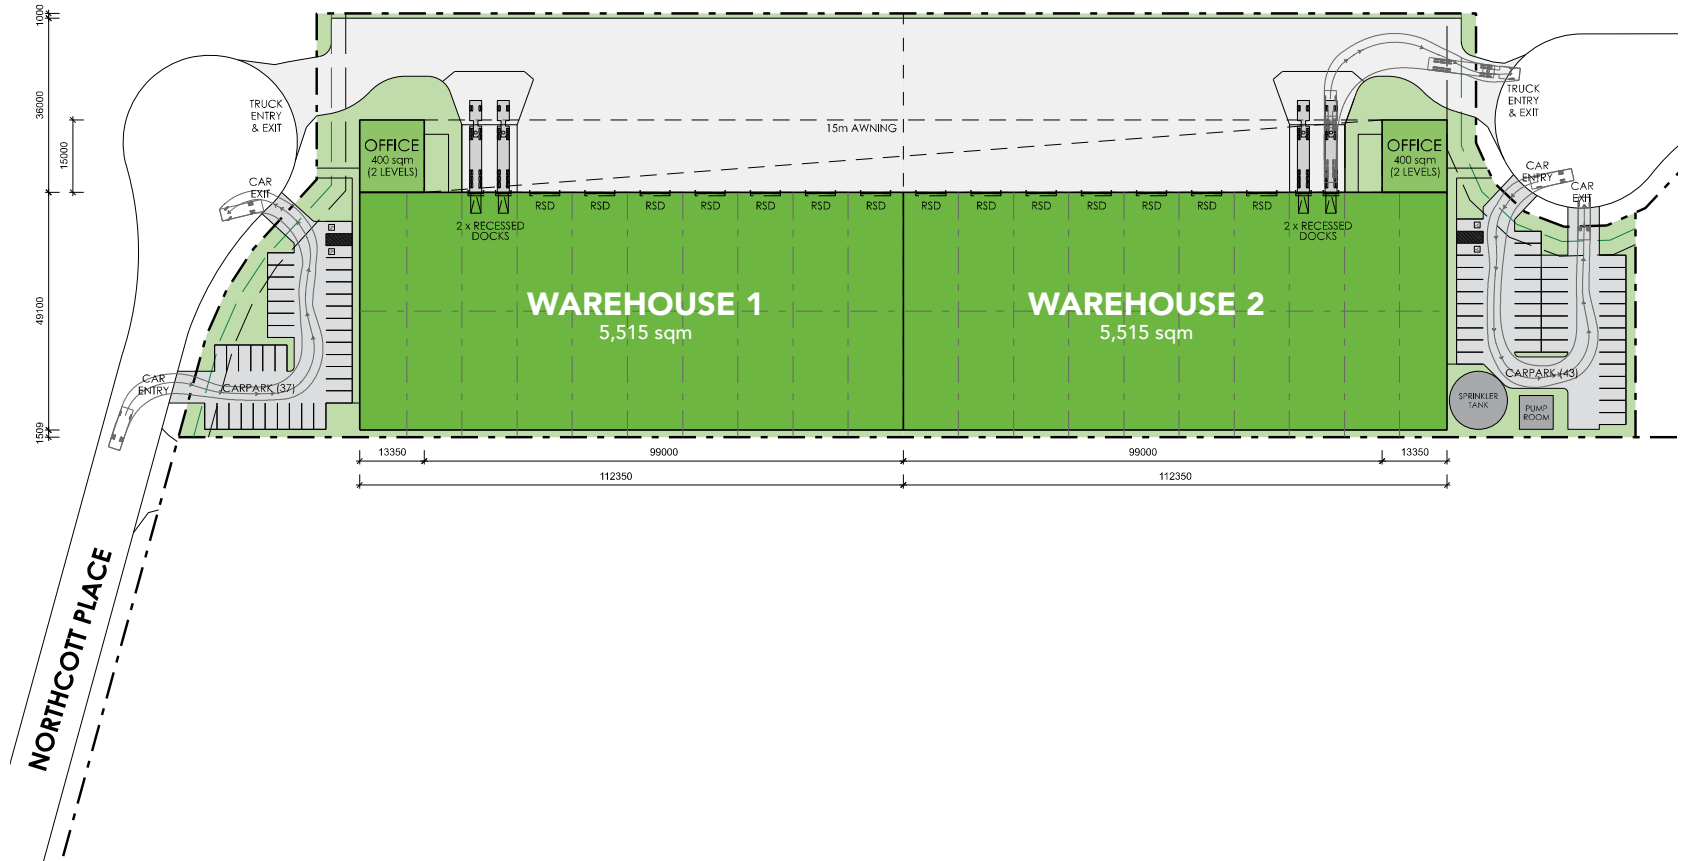 1000
36000
15000
49100
1509
TRUCK
ENTRY
& EXIT
OFFICE
400 sqm
(2 LEVELS)
15m AWNING
OFFICE
400 sqm
(2 LEVELS)
TRUCK
ENTRY
& EXIT
CAR
EXIT
CAR
ENTRY
CAR
EXIT
RSD
RSD
RSD
RSD
RSD
RSD
RSD
RSD
RSD
RSD
RSD
RSD
RSD
RSD
2 x RECESSED
DOCKS
2 x RECESSED
DOCKS
WAREHOUSE 1
5,515 sqm
WAREHOUSE 2
5,515 sqm
CAR
ENTRY
CARPARK (37)
CARPARK (43)
SPRINKLER
TANK
PUMP
ROOM
13350
99000
99000
13350
112350
112350
NORTHCOTT PLACE